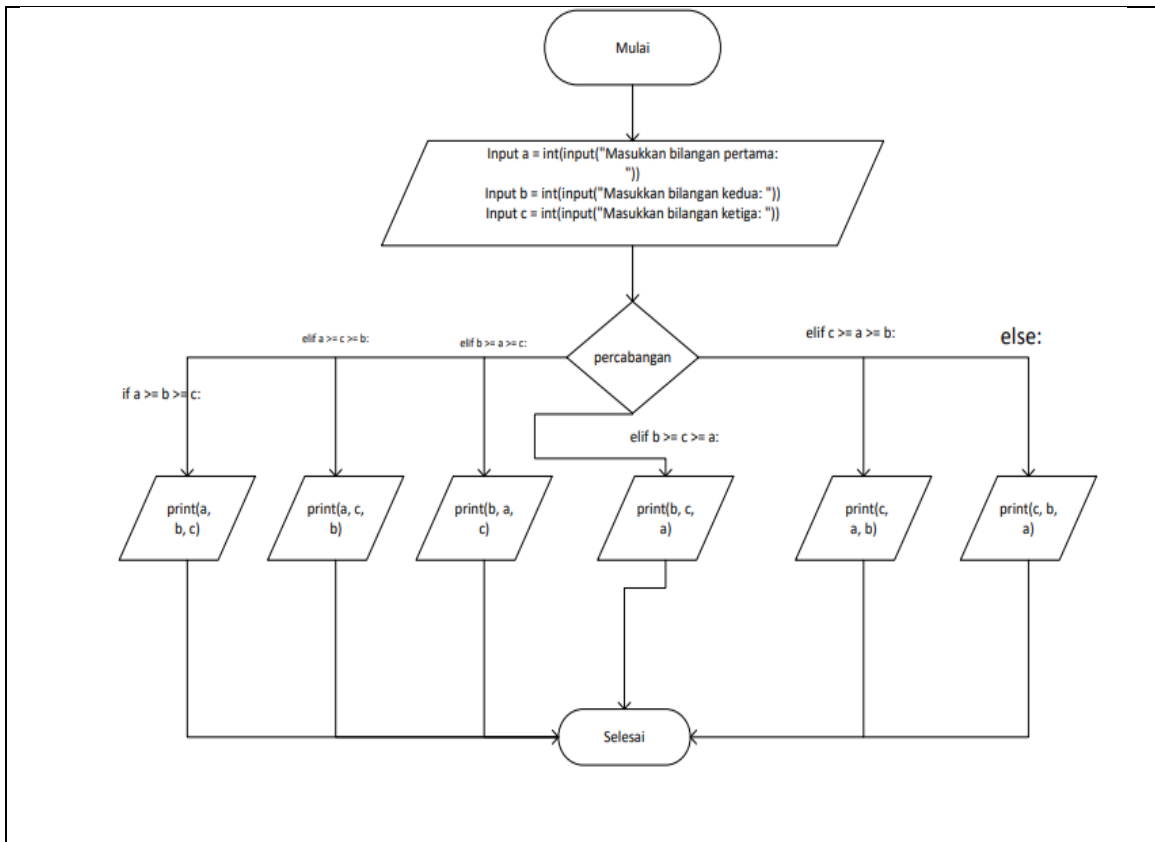 Mulai
Input a = int(input("Masukkan bilangan pertama:
"))
Input b = int(input("Masukkan bilangan kedua: "))
Input c = int(input("Masukkan bilangan ketiga: "))
percabangan
if a >= b >= c:
elif a >= c >= b:
elif b >= a >= c:
elif b >= c >= a:
elif c >= a >= b:
else:
print(a,
b, c)
print(a, c,
b)
print(b, a,
c)
print(b, c,
a)
print(c,
a, b)
print(c, b,
a)
Selesai